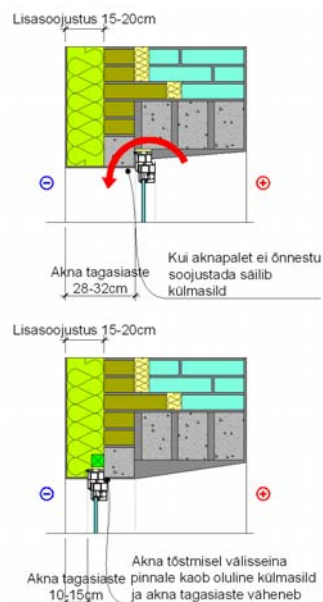 Lisasoojustus 15-20cm
Akna tagasiaste
28-32cm
Kui aknapalet ei õnnestu
soojustada säilib
külmasild
Lisasoojustus 15-20cm
Akna tagasiaste
10-15cm
Akna tõstmisel välisseina
pinnale kaob oluline külmasild
ja akna tagasiaste väheneb